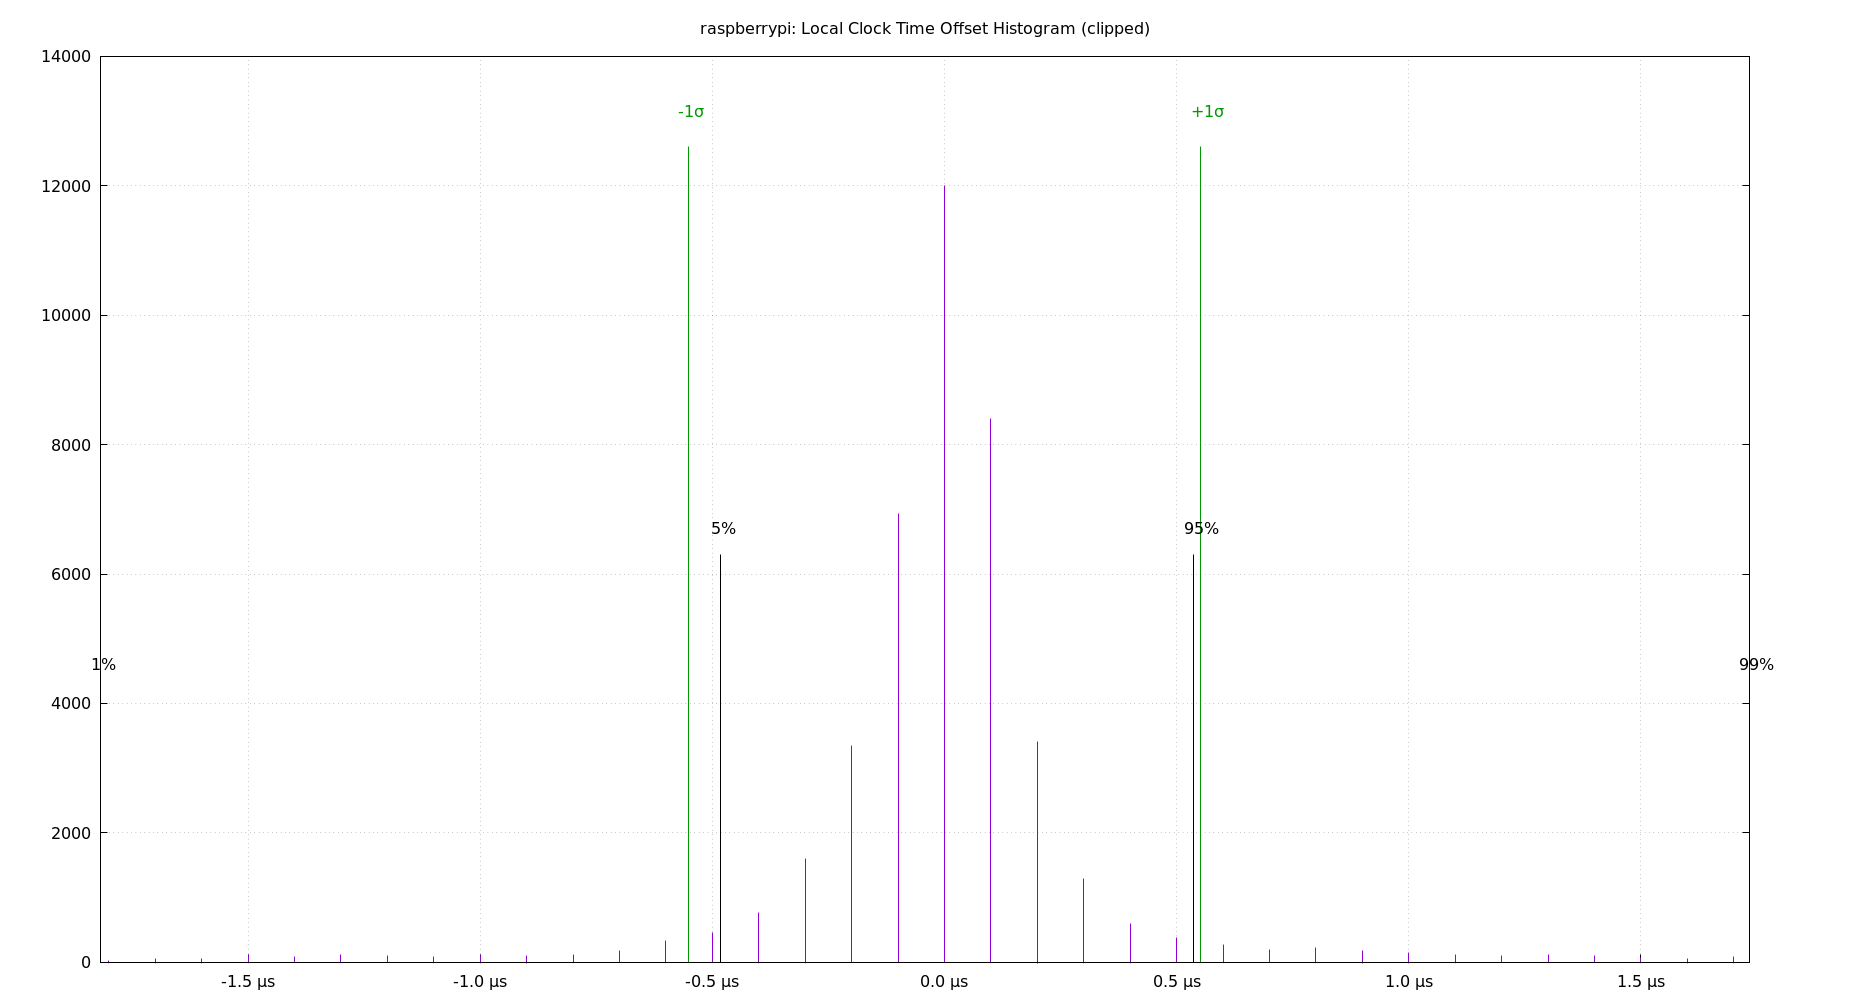 raspberrypi: Local Clock Time Offset Histogram (clipped)
14000
-1σ
+1σ
12000
10000
8000
5%
95%
6000
1%
99%
4000
2000
0
-1.5 μs
-1.0 μs
-0.5 μs
0.0 μs
0.5 μs
1.0 μs
1.5 μs